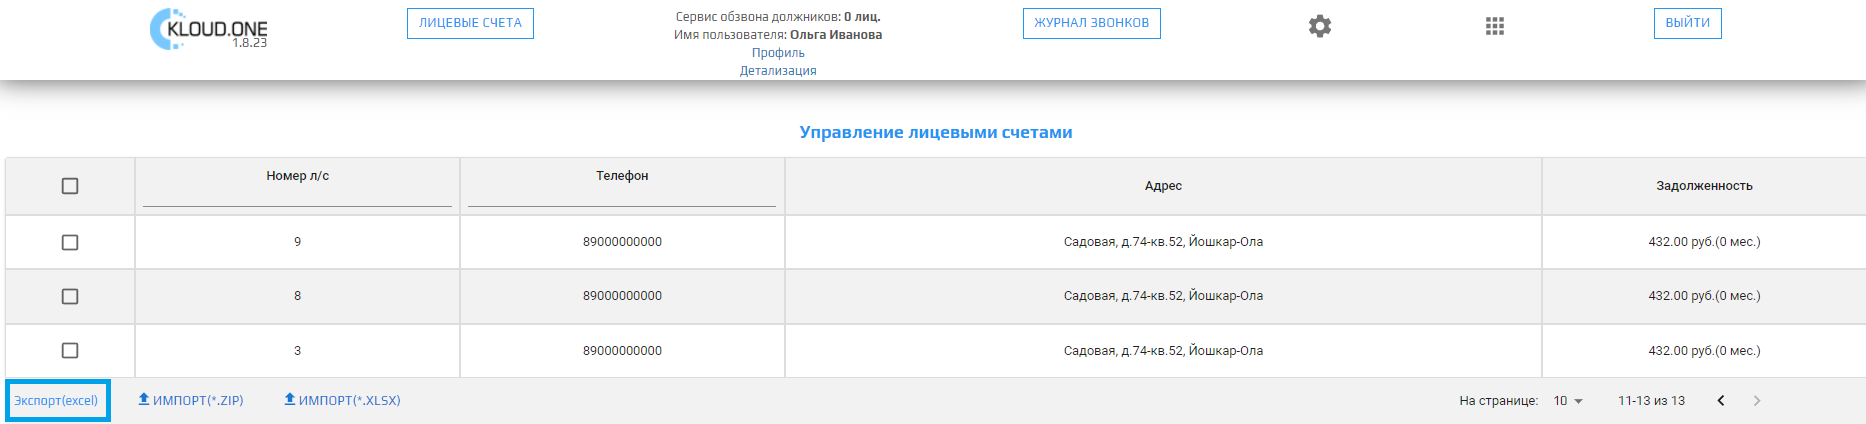 KLOUD.ONE
1.8.23
ЛИЦЕВЫЕ СЧЕТА
Сервис обзвона должников: 0 лиц.
Имя пользователя: Ольга Иванова
Профиль
Детализация
ЖУРНАЛ ЗВОНКОВ
ВЫЙТИ
Управление лицевыми счетами
Номер л/с Телефон Адрес Задолженность
9 89000000000 Садовая, д.74-кв.52, Йошкар-Ола 432.00 руб.(0 мес.)
8 89000000000 Садовая, д.74-кв.52, Йошкар-Ола 432.00 руб.(0 мес.)
3 89000000000 Садовая, д.74-кв.52, Йошкар-Ола 432.00 руб.(0 мес.)
Экспорт(excel) ИМПОРТ(*.ZIP) ИМПОРТ(*.XLSX) На странице: 10 11-13 из 13